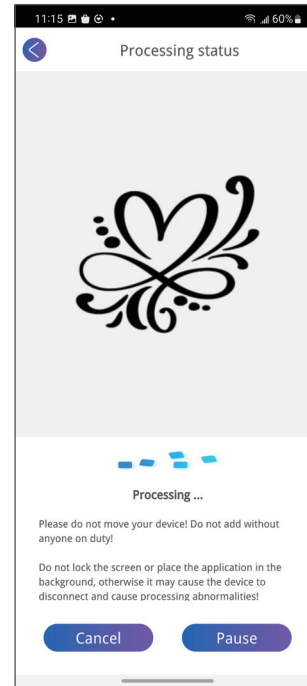 11:15 60%
Processing status
Processing ...
Please do not move your device! Do not add without
anyone on duty!
Do not lock the screen or place the application in the
background, otherwise it may cause the device to
disconnect and cause processing abnormalities!
Cancel Pause